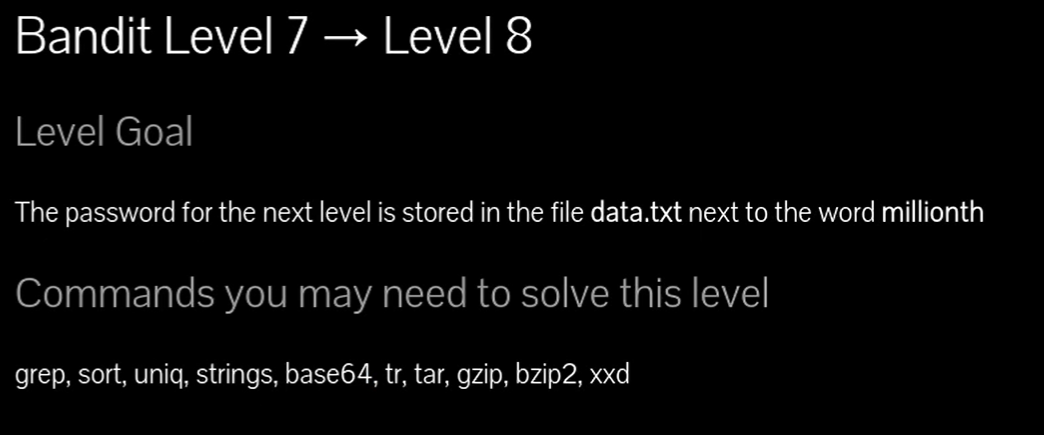 Bandit Level 7 → Level 8
Level Goal
The password for the next level is stored in the file data.txt next to the word millionth
Commands you may need to solve this level
grep, sort, uniq, strings, base64, tr, tar, gzip, bzip2, xxd